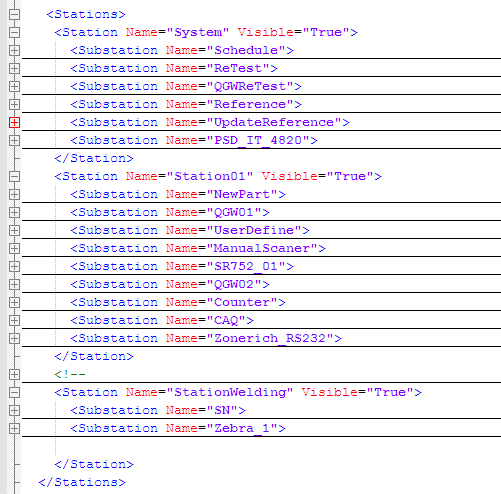 <Stations>
<Station Name="System" Visible="True">
<Substation Name="Schedule">
<Substation Name="ReTest">
<Substation Name="QGWReTest">
<Substation Name="Reference">
<Substation Name="UpdateReference">
<Substation Name="PSD_IT_4820">
</Station>
<Station Name="Station01" Visible="True">
<Substation Name="NewPart">
<Substation Name="QGW01">
<Substation Name="UserDefine">
<Substation Name="ManualScaner">
<Substation Name="SR752_01">
<Substation Name="QGW02">
<Substation Name="Counter">
<Substation Name="CAQ">
<Substation Name="Zonerich_RS232">
</Station>
<!--
<Station Name="StationWelding" Visible="True">
<Substation Name="SN">
<Substation Name="Zebra_1">
</Station>
</Stations>